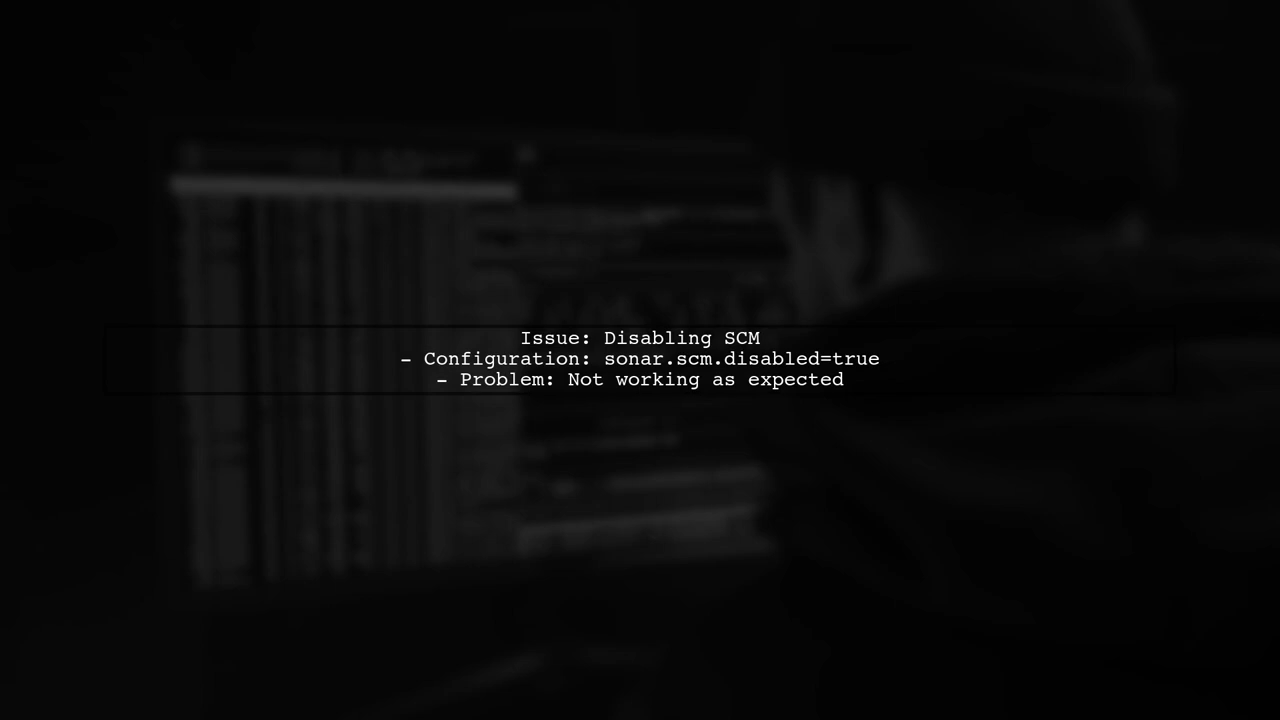 Issue: Disabling SCM
- Configuration: sonar.scm.disabled=true
- Problem: Not working as expected